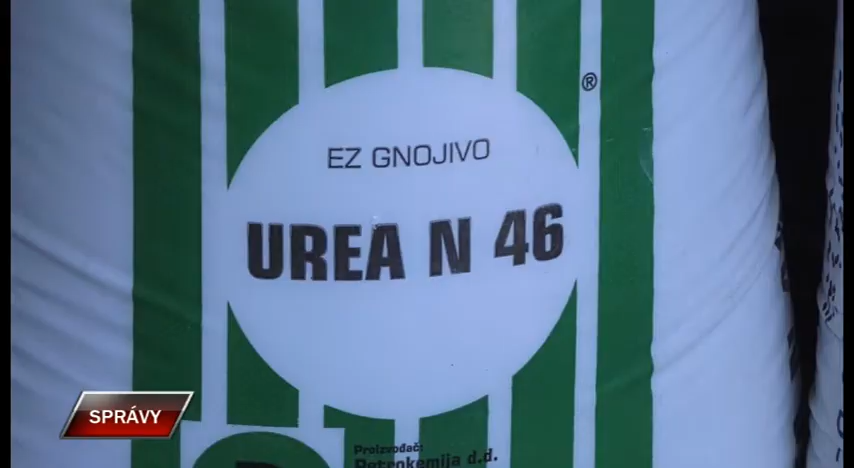 ®
EZ GNOJIVO
UREA N 46
SPRÁVY
Proizvođač:
Petrokemija d.d.